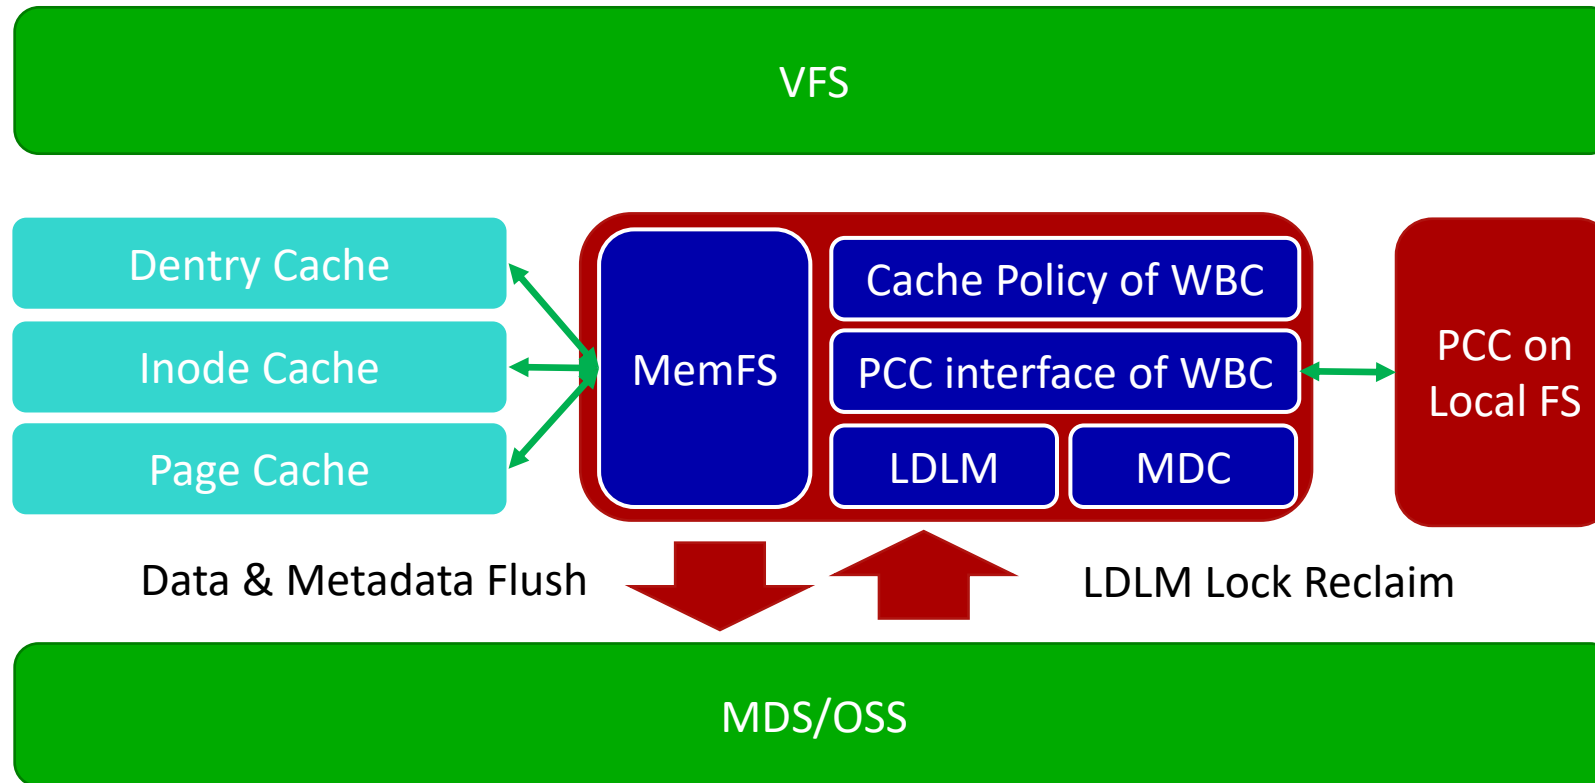 VFS
Dentry Cache
Inode Cache
Page Cache
MemFS
Cache Policy of WBC
PCC interface of WBC
LDLM
MDC
PCC on
Local FS
Data & Metadata Flush
LDLM Lock Reclaim
MDS/OSS